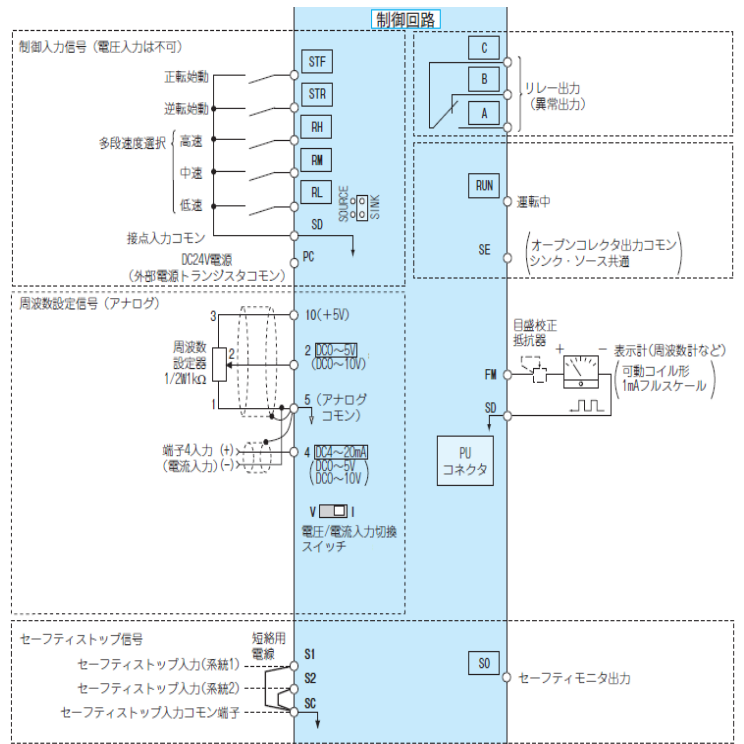 制御回路
制御入力信号（電圧入力は不可）
正転始動
STF
逆転始動
STR
多段速度選択
高速
RH
中速
RM
低速
RL
SOURCE
SINK
接点入力コモン
SD
DC24V電源
（外部電源トランジスタコモン）
PC
C
B
A
リレー出力
（異常出力）
RUN
運転中
SE
オープンコレクタ出力コモン
シンク・ソース共通
周波数設定信号（アナログ）
3
10(＋5V)
周波数
設定器
1/2W1kΩ
2
2 DC0〜5V
(DC0〜10V)
1
5 (アナログ
コモン)
端子4入力 (+)
(電流入力)(-)
4 DC4〜20mA
DC0〜5V
DC0〜10V
V
I
電圧/電流入力切換
スイッチ
目盛校正
抵抗器
+
−
表示計(周波数計など)
可動コイル形
1mAフルスケール
FM
SD
PU
コネクタ
セーフティストップ信号
短絡用
電線
セーフティストップ入力(系統1)
S1
セーフティストップ入力(系統2)
S2
セーフティストップ入力コモン端子
SC
SO
セーフティモニタ出力